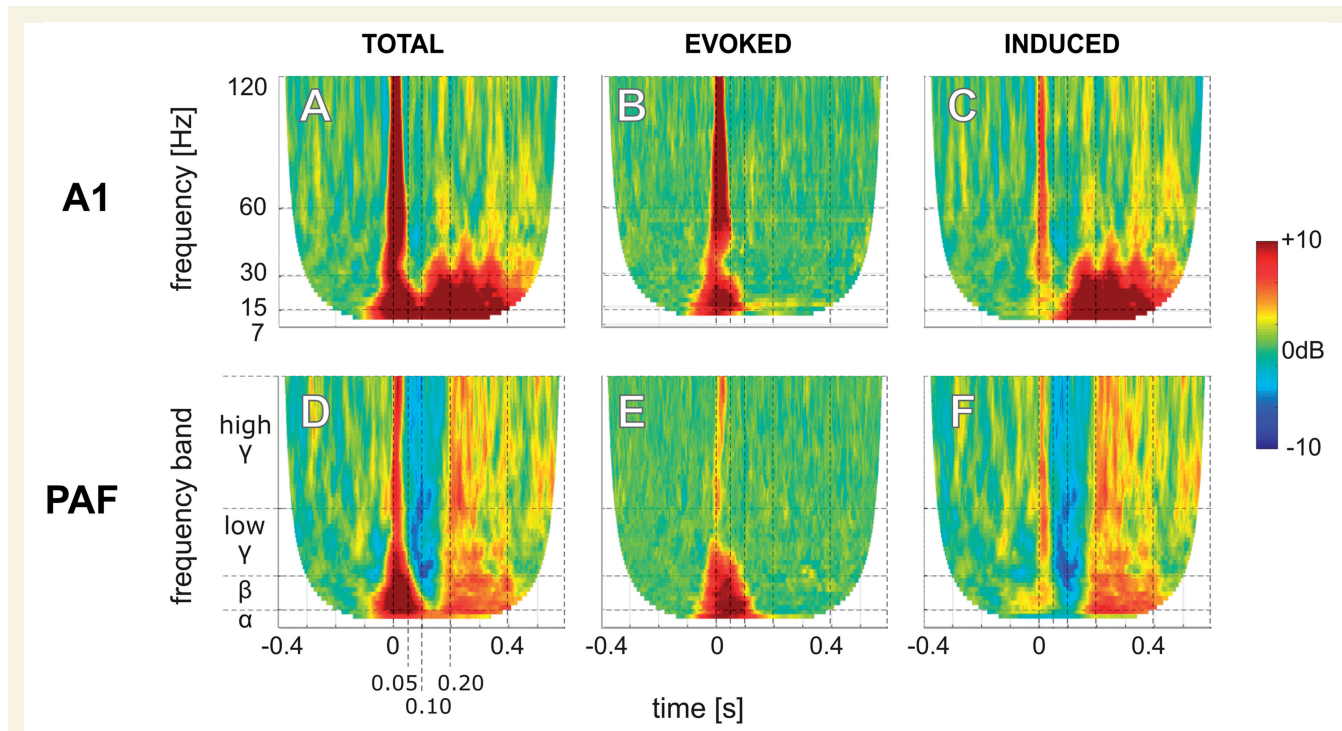 TOTAL EVOKED INDUCED
A1
frequency [Hz]
120
60
30
15
7
A B C
+10
0dB
-10
PAF
frequency band
high
γ
low
γ
β
α
D E F
-0.4 0 0.4 -0.4 0 0.4 -0.4 0 0.4
0.05 0.20
0.10
time [s]